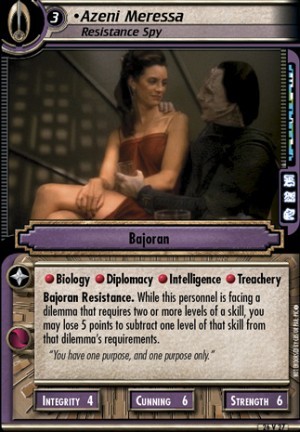 3
•Azeni Meressa
Resistance Spy
Bajoran
Biology Diplomacy Intelligence Treachery
Bajoran Resistance. While this personnel is facing a
dilemma that requires two or more levels of a skill, you
may lose 5 points to subtract one level of that skill from
that dilemma's requirements.
"You have one purpose, and one purpose only."
Integrity 4 Cunning 6 Strength 6
26 V 27